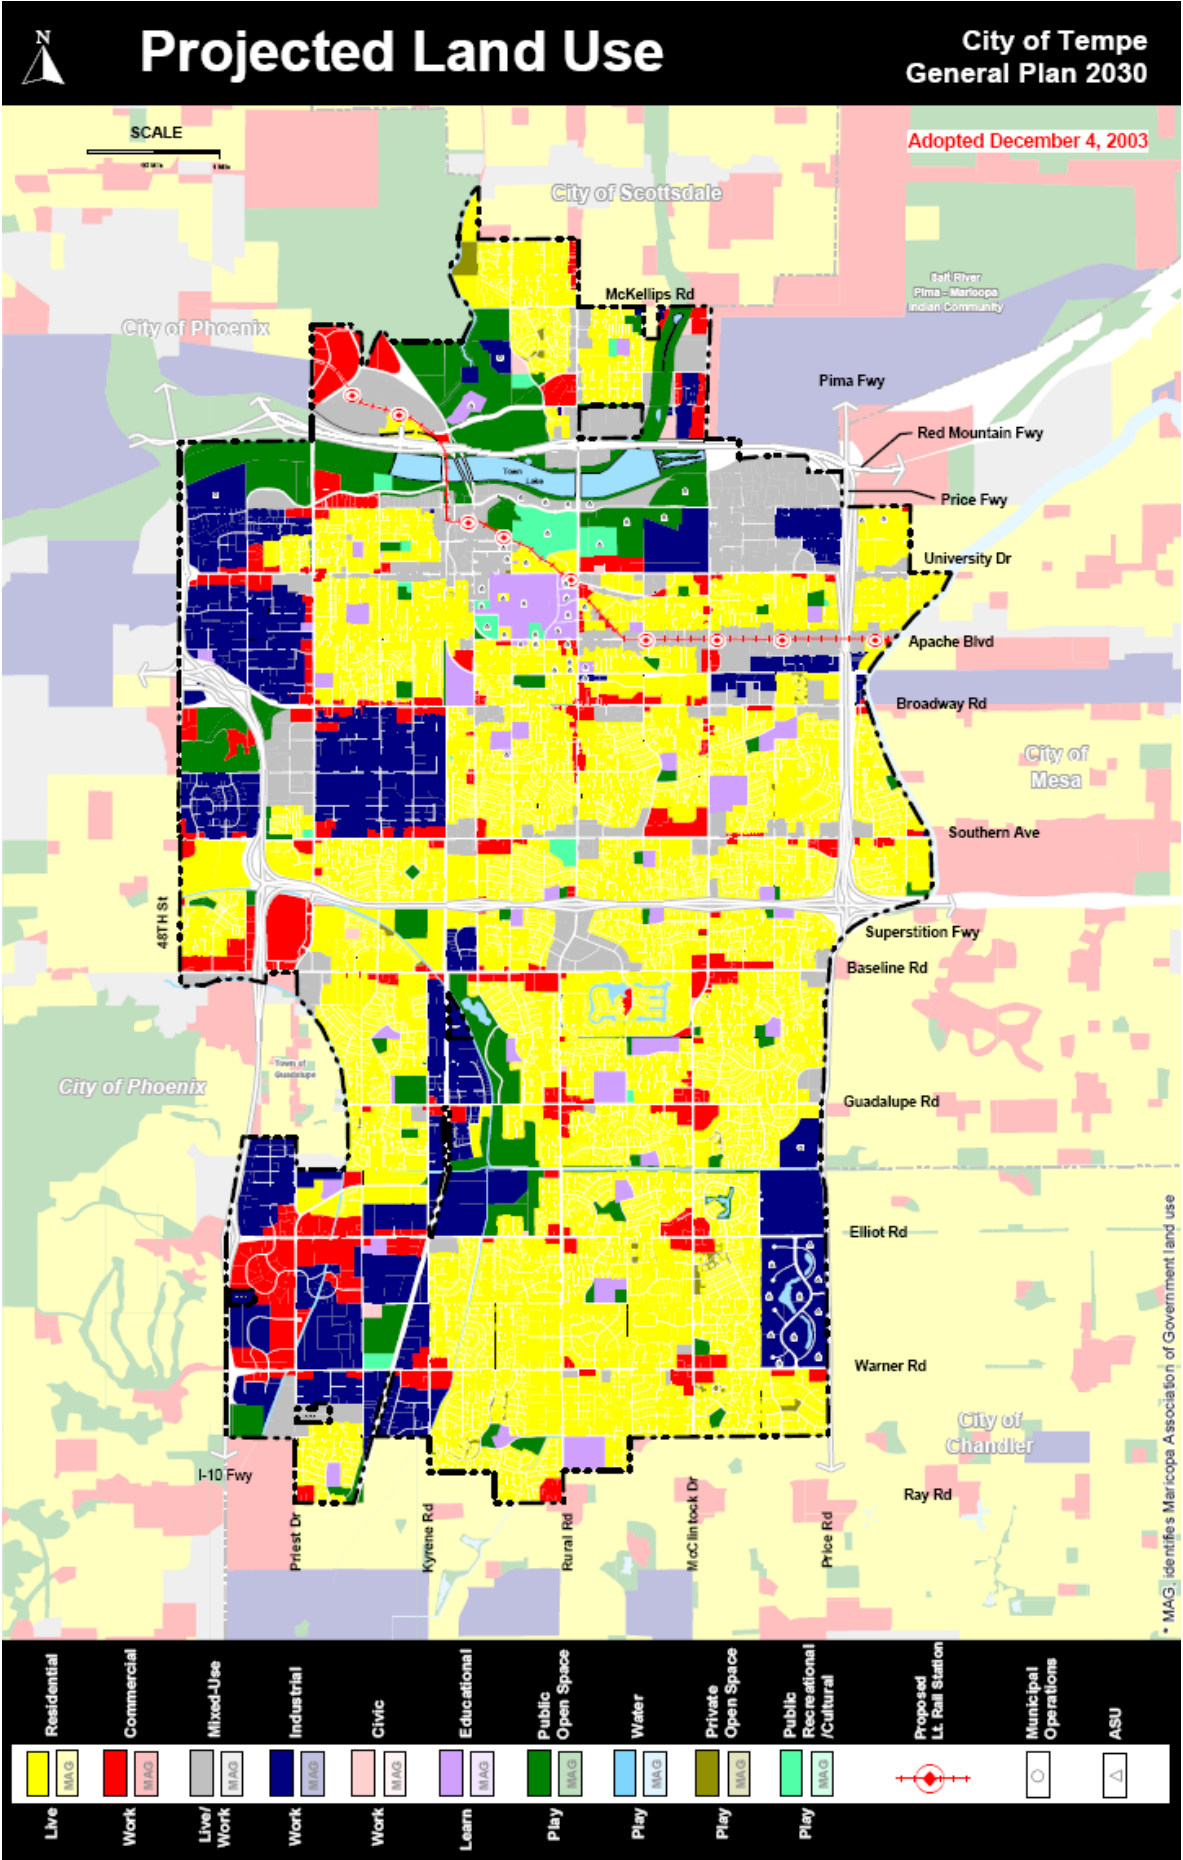 N
Projected Land Use
City of Tempe
General Plan 2030
SCALE
Adopted December 4, 2003
City of Scottsdale
Salt River
Pima - Maricopa
Indian Community
McKellips Rd
City of Phoenix
Pima Fwy
Red Mountain Fwy
Town
Lake
Price Fwy
University Dr
Apache Blvd
Broadway Rd
City of
Mesa
Southern Ave
48TH St
Superstition Fwy
Baseline Rd
Town of
Guadalupe
City of Phoenix
Guadalupe Rd
Elliot Rd
Warner Rd
City of
Chandler
I-10 Fwy
Ray Rd
Priest Dr
Kyrene Rd
Rural Rd
McClintock Dr
Price Rd
* MAG, identifies Maricopa Association of Government land use
Residential
Commercial
Mixed-Use
Industrial
Civic
Educational
Public
Open Space
Water
Private
Open Space
Public
Recreational
/Cultural
Proposed
Lt. Rail Station
Municipal
Operations
ASU
MAG
MAG
MAG
MAG
MAG
MAG
MAG
MAG
MAG
MAG
Live
Work
Live/
Work
Work
Work
Learn
Play
Play
Play
Play